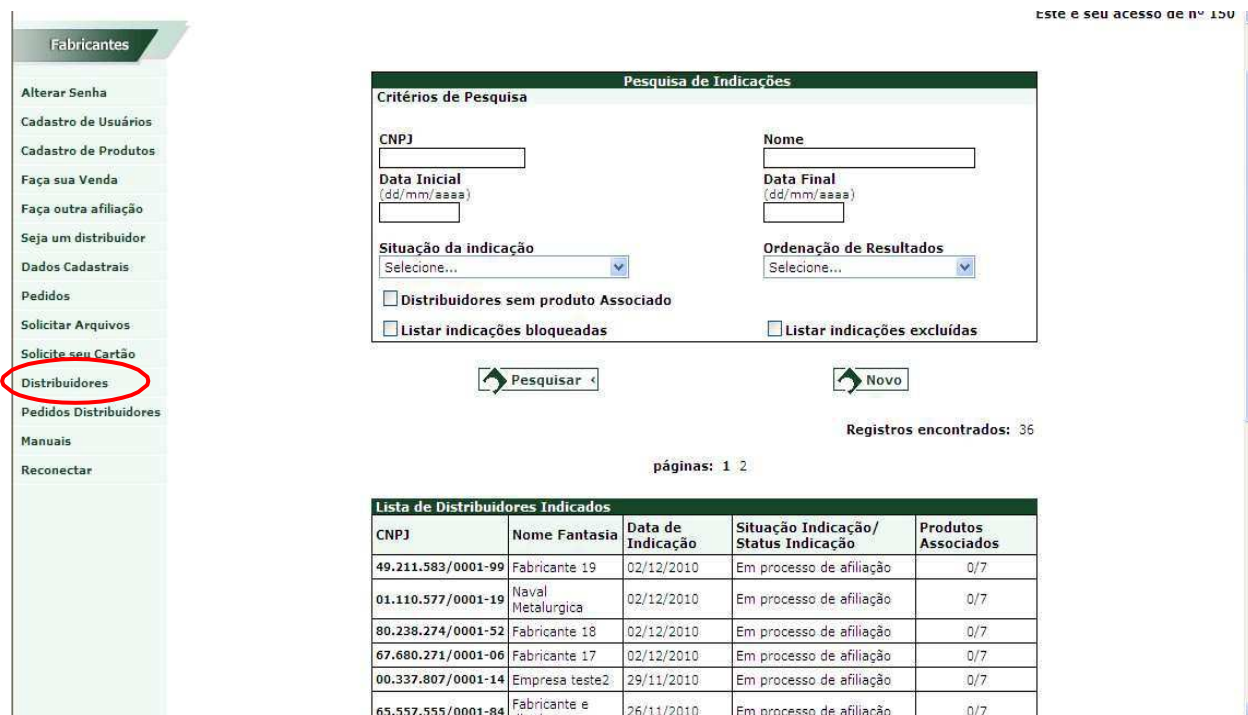 Este é seu acesso de nº 150
Fabricantes
Alterar Senha
Cadastro de Usuários
Cadastro de Produtos
Faça sua Venda
Faça outra afiliação
Seja um distribuidor
Dados Cadastrais
Pedidos
Solicitar Arquivos
Solicite seu Cartão
Distribuidores
Pedidos Distribuidores
Manuais
Reconectar
Pesquisa de Indicações
Critérios de Pesquisa
CNPJ Nome
Data Inicial Data Final
(dd/mm/aaaa) (dd/mm/aaaa)
Situação da indicação Ordenação de Resultados
Selecione... Selecione...
Distribuidores sem produto Associado
Listar indicações bloqueadas Listar indicações excluídas
Pesquisar Novo
Registros encontrados: 36
páginas: 1 2
Lista de Distribuidores Indicados
CNPJ Nome Fantasia Data de Indicação Situação Indicação/ Status Indicação Produtos Associados
49.211.583/0001-99 Fabricante 19 02/12/2010 Em processo de afiliação 0/7
01.110.577/0001-19 Naval Metalurgica 02/12/2010 Em processo de afiliação 0/7
80.238.274/0001-52 Fabricante 18 02/12/2010 Em processo de afiliação 0/7
67.680.271/0001-06 Fabricante 17 02/12/2010 Em processo de afiliação 0/7
00.337.807/0001-14 Empresa teste2 29/11/2010 Em processo de afiliação 0/7
65.557.555/0001-84 Fabricante e 26/11/2010 Em processo de afiliação 0/7